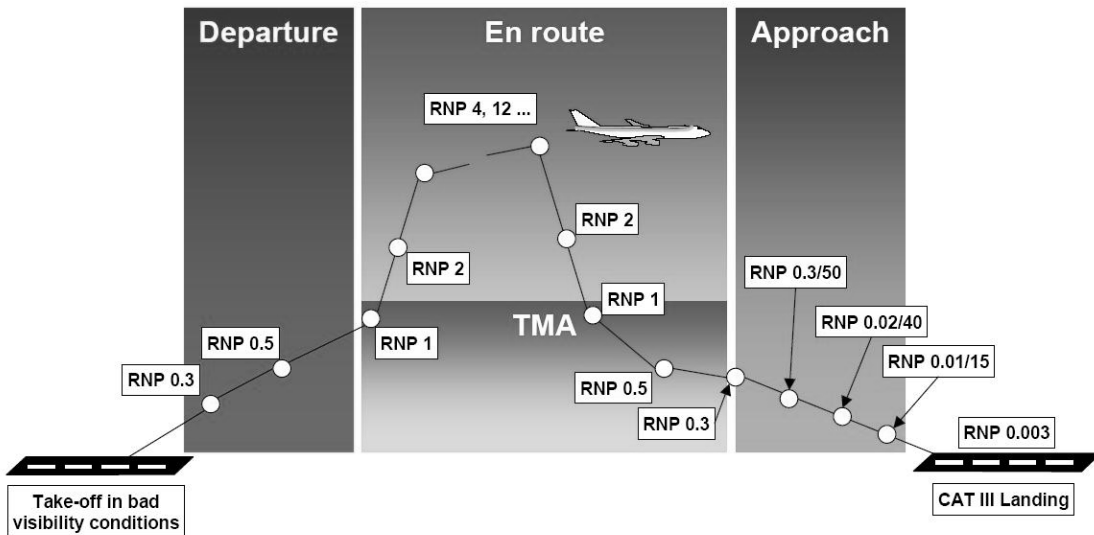 Departure
En route
Approach
RNP 4, 12 ...
RNP 2
RNP 2
RNP 0.3/50
RNP 1
TMA
RNP 0.02/40
RNP 0.5
RNP 1
RNP 0.01/15
RNP 0.3
RNP 0.5
RNP 0.3
RNP 0.003
Take-off in bad
visibility conditions
CAT III Landing